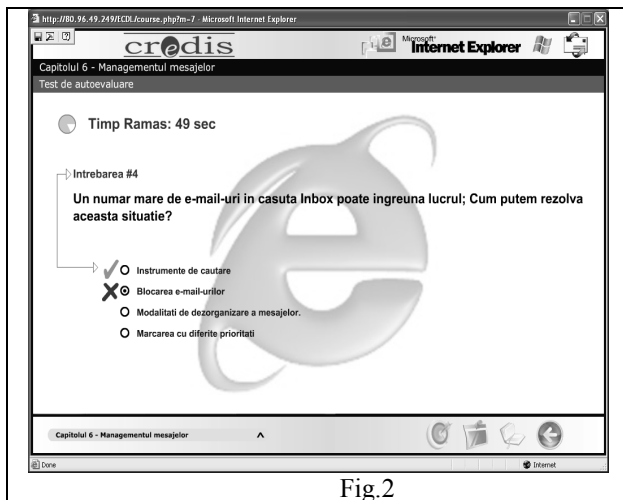 http://80.96.49.249/ECDL/course.php?m=7 - Microsoft Internet Explorer
credis
Microsoft Internet Explorer
Capitolul 6 - Managementul mesajelor
Test de autoevaluare
Timp Ramas: 49 sec
Intrebarea #4
Un numar mare de e-mail-uri in casuta Inbox poate ingreuna lucrul; Cum putem rezolva
aceasta situatie?
Instrumente de cautare
Blocarea e-mail-urilor
Modalitati de dezorganizare a mesajelor.
Marcarea cu diferite prioritati
Capitolul 6 - Managementul mesajelor
Done
Internet
Fig.2